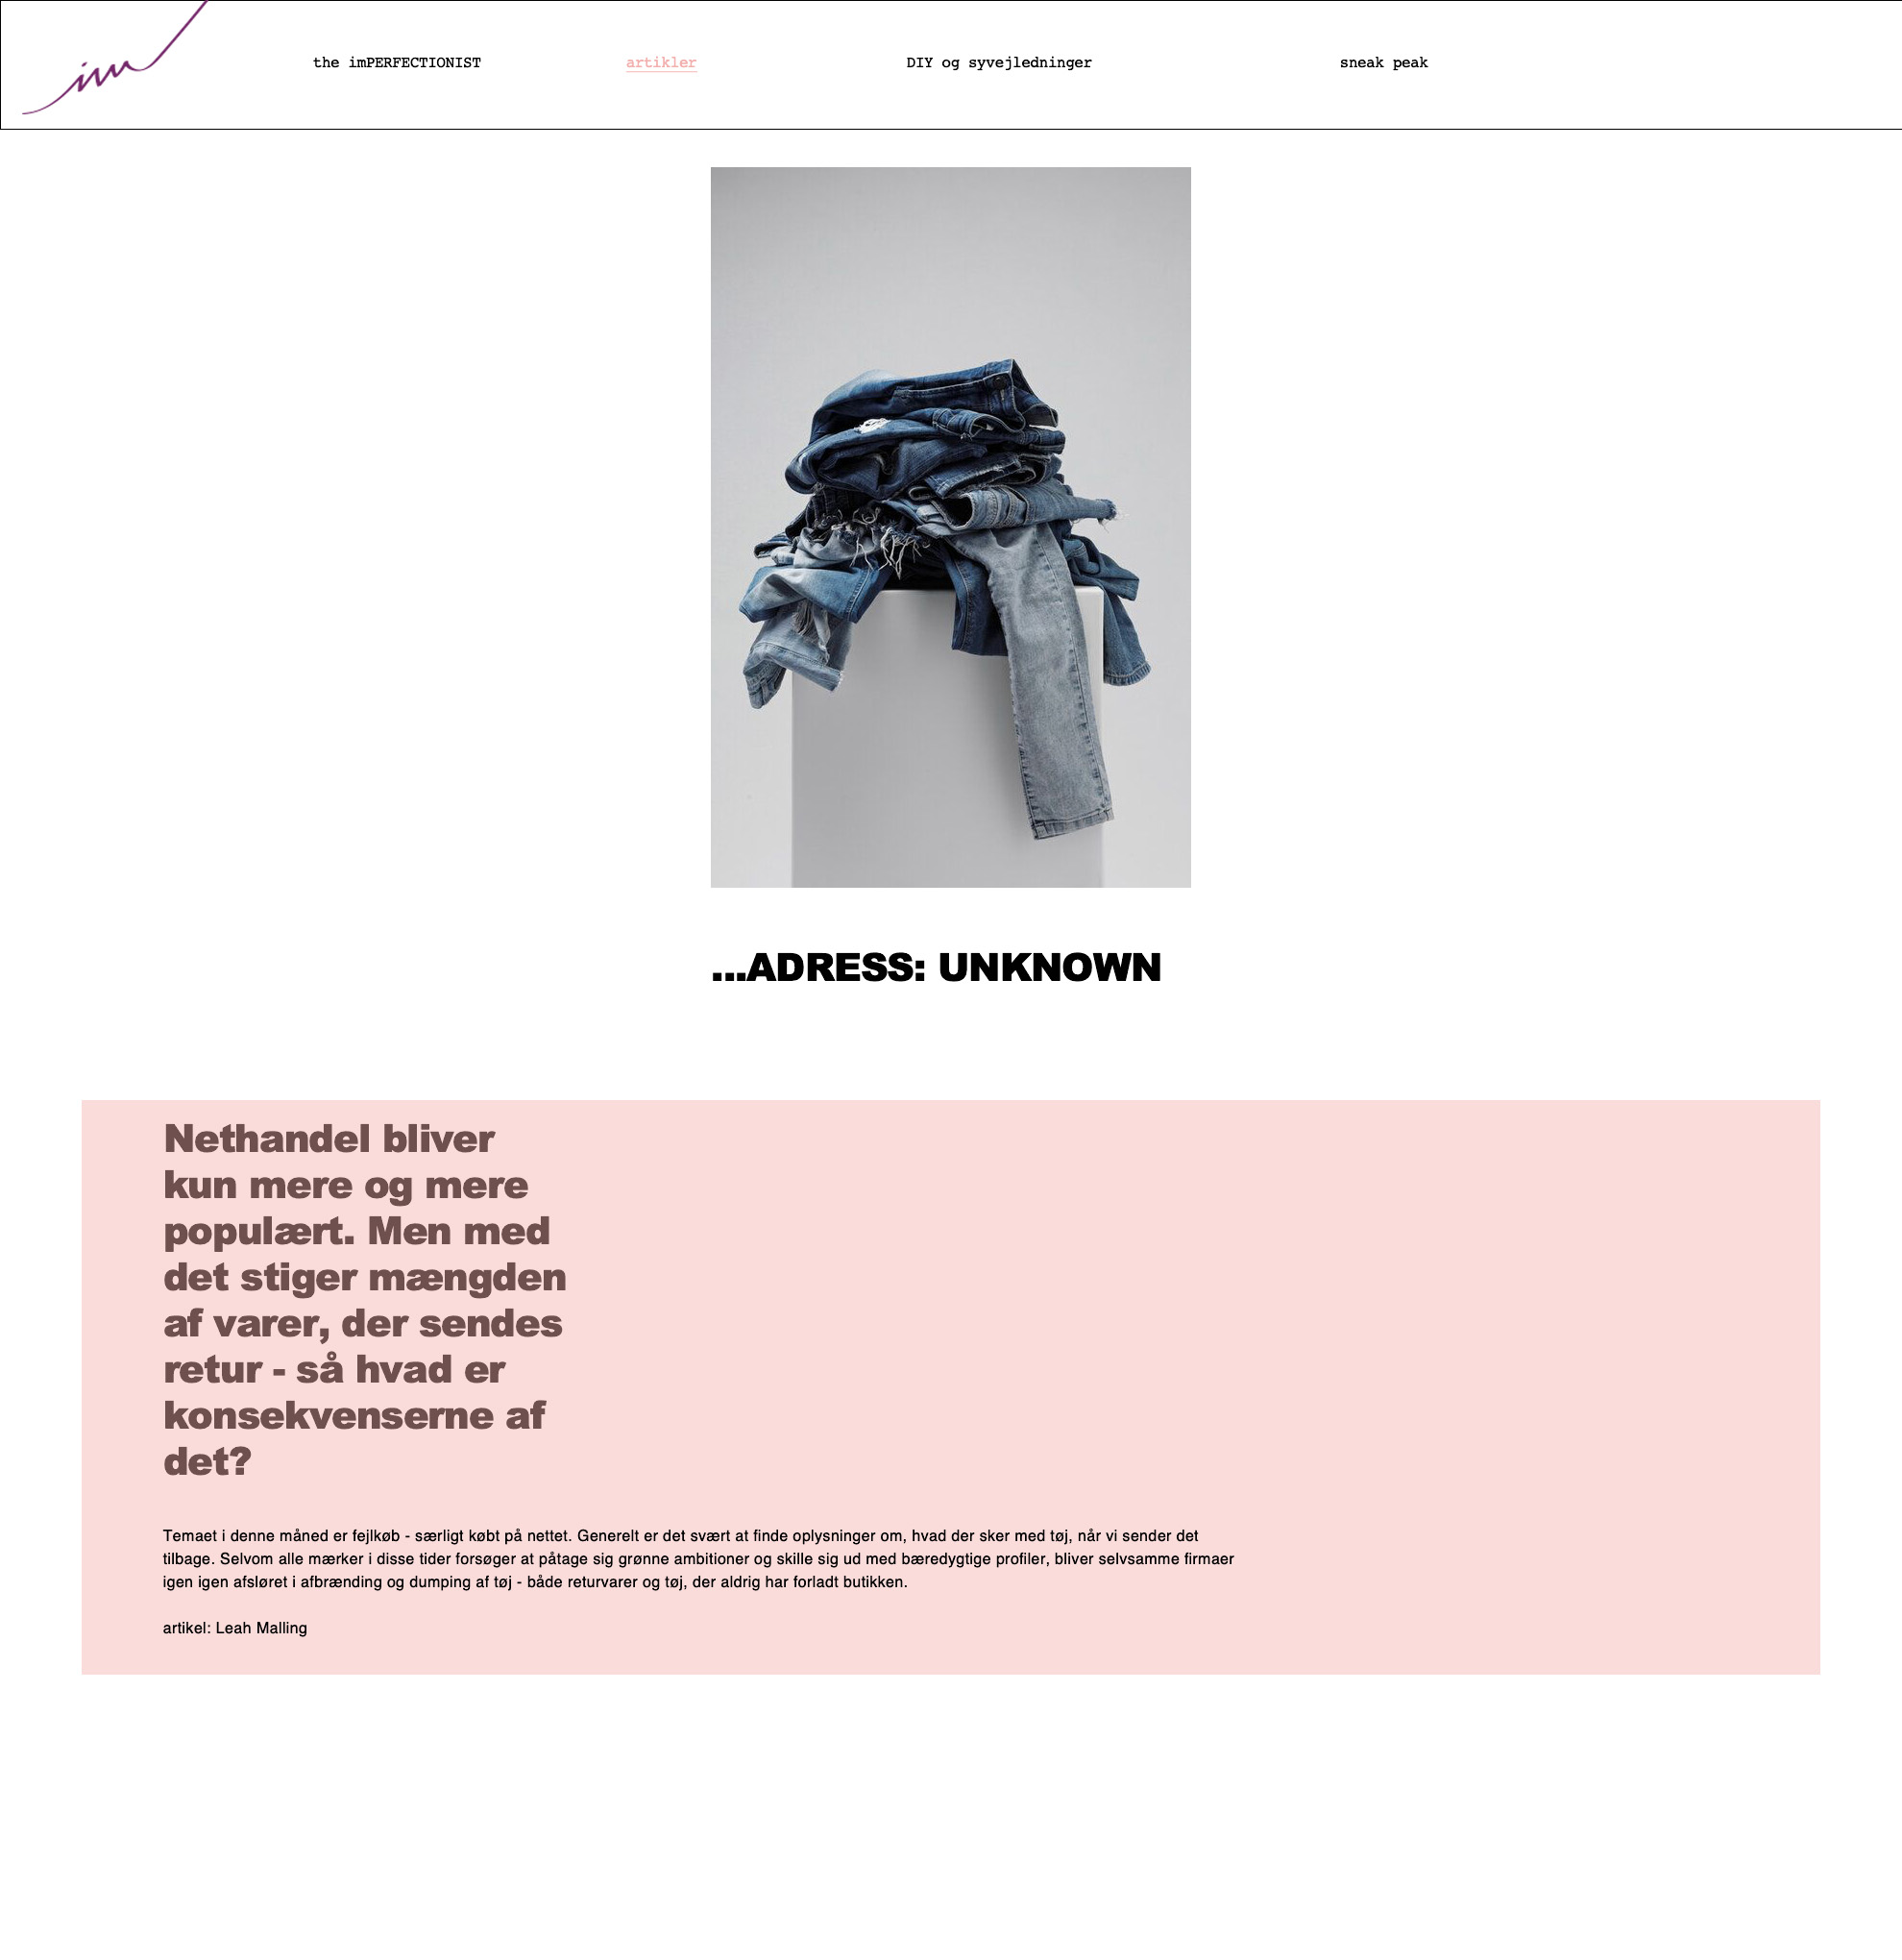 im
the imPERFECTIONIST
artikler
DIY og syvejledninger
sneak peak
...ADRESS: UNKNOWN
Nethandel bliver
kun mere og mere
populært. Men med
det stiger mængden
af varer, der sendes
retur - så hvad er
konsekvenserne af
det?
Temaet i denne måned er fejlkøb - særligt købt på nettet. Generelt er det svært at finde oplysninger om, hvad der sker med tøj, når vi sender det
tilbage. Selvom alle mærker i disse tider forsøger at påtage sig grønne ambitioner og skille sig ud med bæredygtige profiler, bliver selvsamme firmaer
igen igen afsløret i afbrænding og dumping af tøj - både returvarer og tøj, der aldrig har forladt butikken.
artikel: Leah Malling